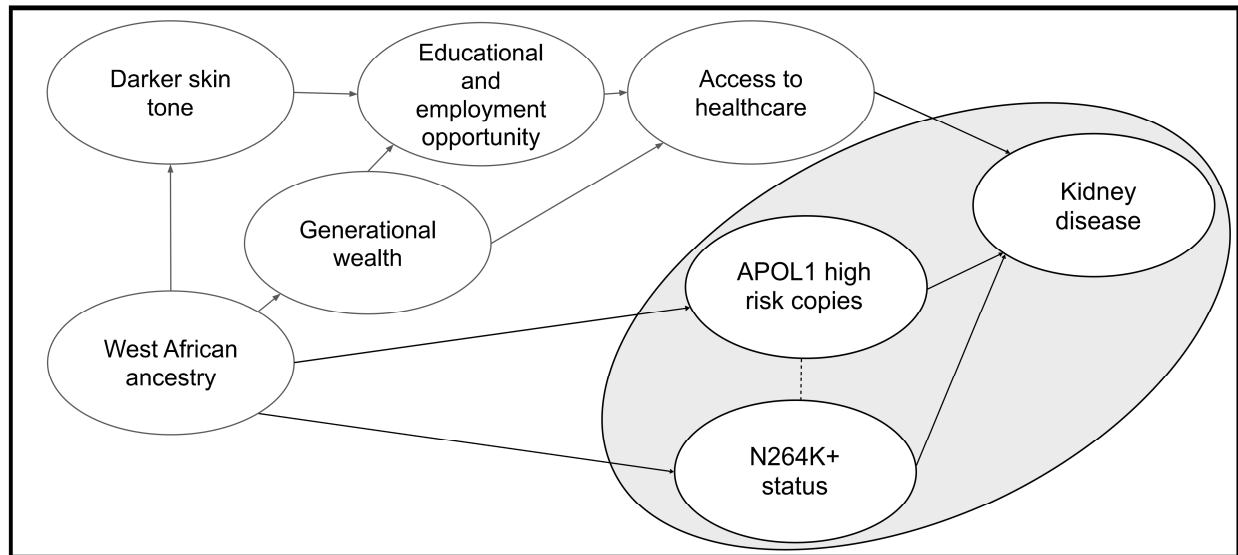 Darker skin
tone
Educational
and
employment
opportunity
Access to
healthcare
Kidney
disease
Generational
wealth
APOL1 high
risk copies
West African
ancestry
N264K+
status